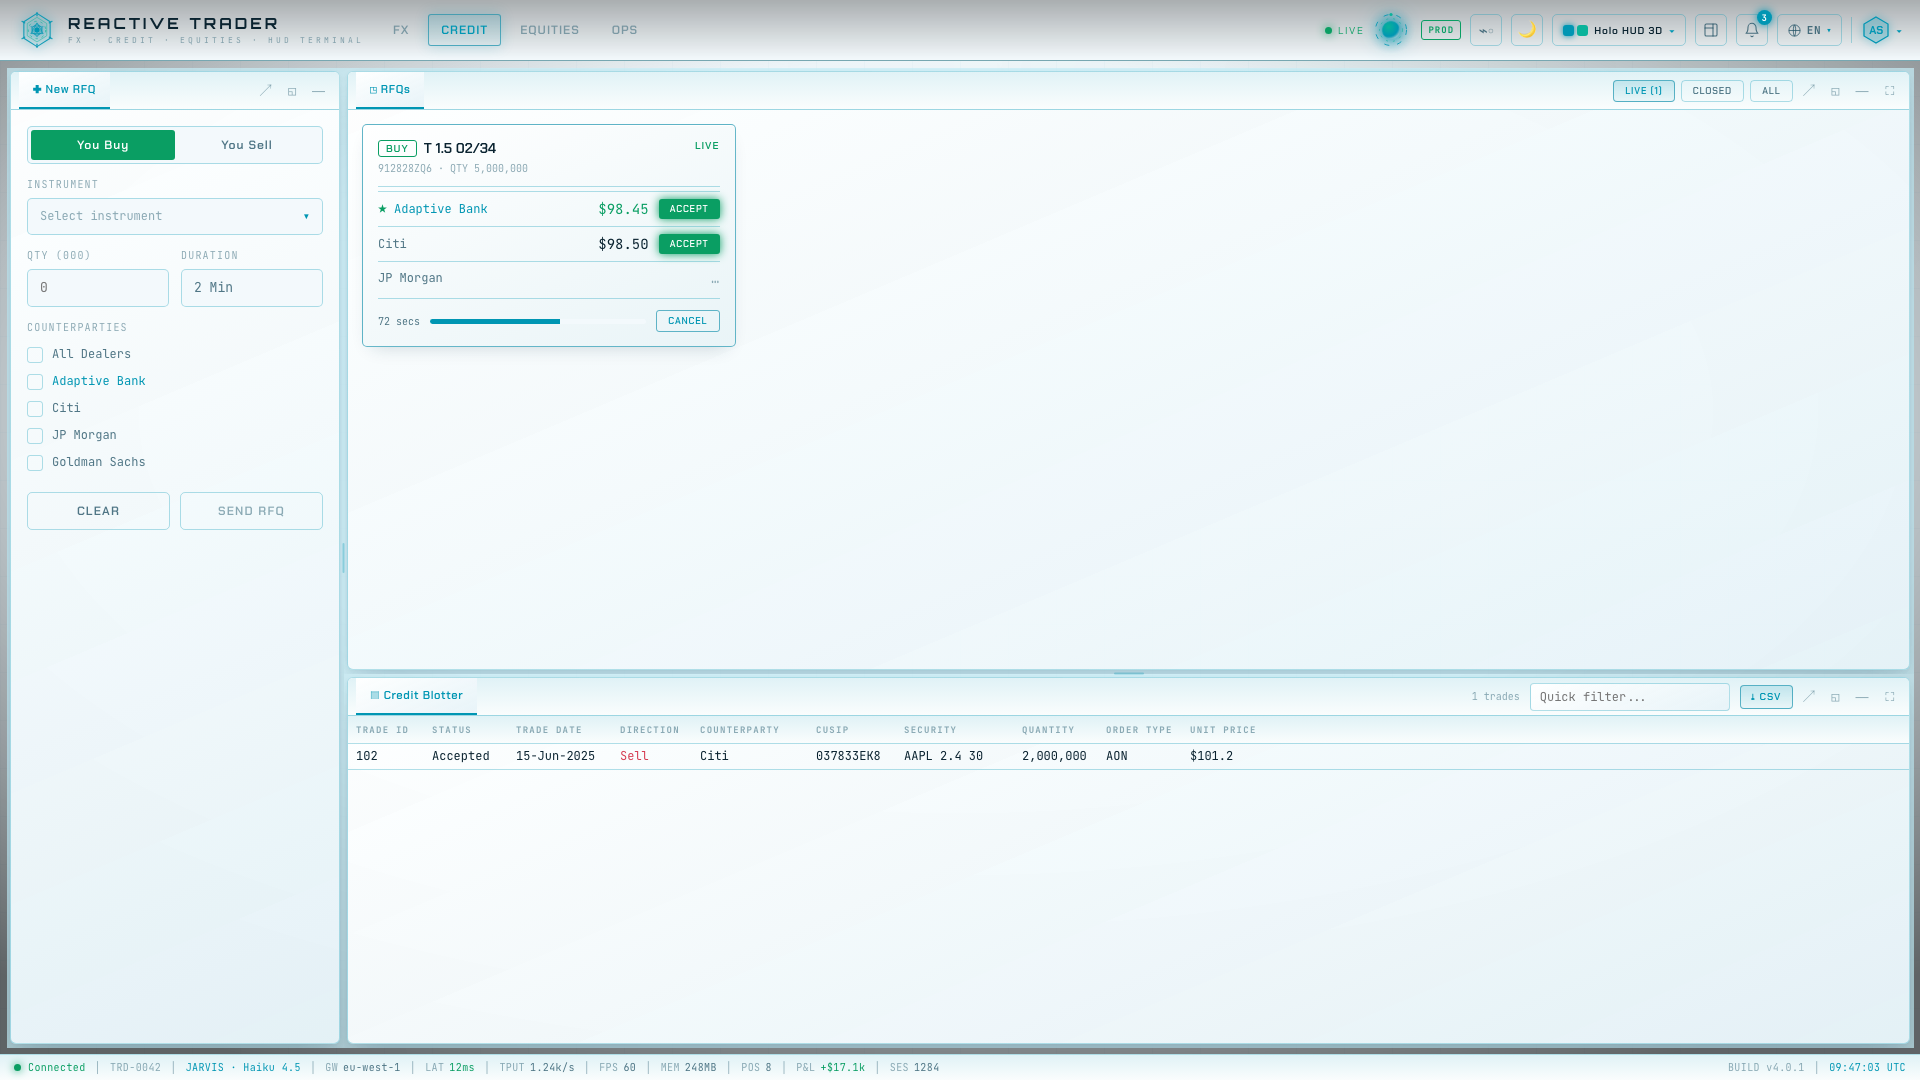 REACTIVE TRADER
FX · CREDIT · EQUITIES · HUD TERMINAL
FX CREDIT EQUITIES OPS
LIVE PROD Holo HUD 3D 3 EN AS
New RFQ
You Buy You Sell
INSTRUMENT
Select instrument
QTY (000) DURATION
0 2 Min
COUNTERPARTIES
All Dealers
Adaptive Bank
Citi
JP Morgan
Goldman Sachs
CLEAR SEND RFQ
RFQs LIVE (1) CLOSED ALL
BUY T 1.5 02/34 LIVE
912828ZQ6 · QTY 5,000,000
★ Adaptive Bank $98.45 ACCEPT
Citi $98.50 ACCEPT
JP Morgan …
72 secs CANCEL
Credit Blotter 1 trades Quick filter... ↓ CSV
TRADE ID STATUS TRADE DATE DIRECTION COUNTERPARTY CUSIP SECURITY QUANTITY ORDER TYPE UNIT PRICE
102 Accepted 15-Jun-2025 Sell Citi 037833EK8 AAPL 2.4 30 2,000,000 AON $101.2
Connected TRD-0042 JARVIS · Haiku 4.5 GW eu-west-1 LAT 12ms TPUT 1.24k/s FPS 60 MEM 248MB POS 8 P&L +$17.1k SES 1284 BUILD v4.0.1 09:47:03 UTC